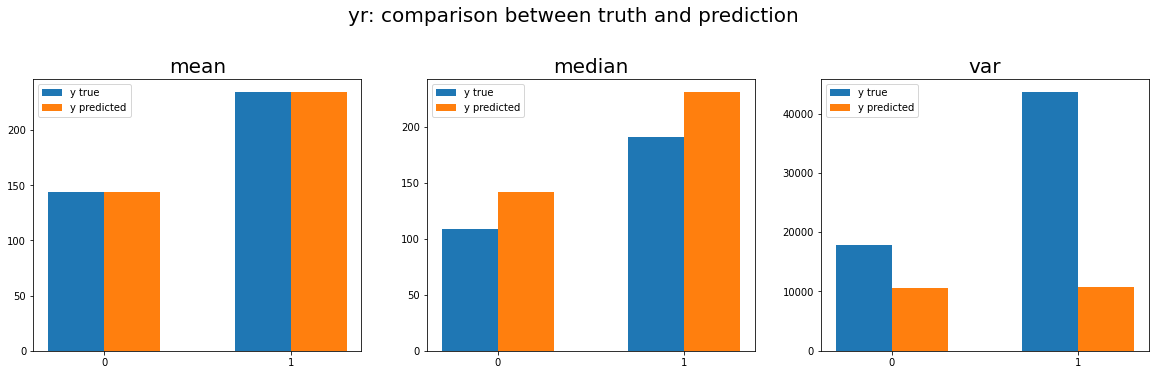 yr: comparison between truth and prediction
mean
y true
y predicted
200
150
100
50
0
0
1
median
y true
y predicted
200
150
100
50
0
0
1
var
y true
y predicted
40000
30000
20000
10000
0
0
1